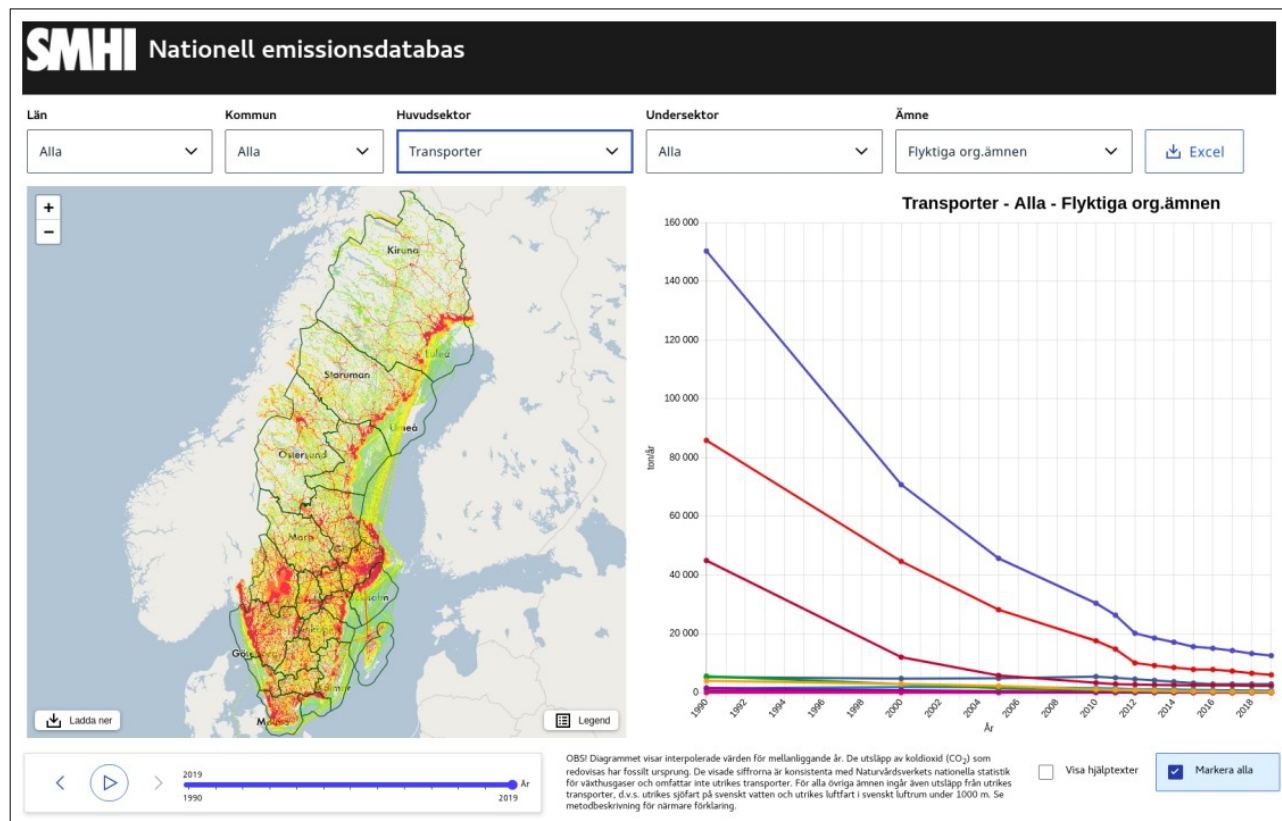 SMHI Nationell emissionsdatabas
Län Kommun Huvudsektor Undersektor Ämne
Alla Alla Transporter Alla Flyktiga org.ämnen Excel
+
−
Kiruna
Luleå
Storuman
Umeå
Östersund
Mora
Kalmar
Ladda ner
Legend
Transporter - Alla - Flyktiga org.ämnen
160 000
140 000
120 000
100 000
80 000
60 000
40 000
20 000
0
ton/år
1990 1992 1994 1996 1998 2000 2002 2004 2006 2008 2010 2012 2014 2016 2018
År
2019
År
1990 2019
OBS! Diagrammet visar interpolerade värden för mellanliggande år. De utsläpp av koldioxid (CO₂) som
redovisas har fossilt ursprung. De visade siffrorna är konsistenta med Naturvårdsverkets nationella statistik
för växthusgaser och omfattar inte utrikes transporter. För alla övriga ämnen ingår även utsläpp från utrikes
transporter, d.v.s. utrikes sjöfart på svenskt vatten och utrikes luftfart i svenskt luftrum under 1000 m. Se
metodbeskrivning för närmare förklaring.
Visa hjälptexter
Markera alla